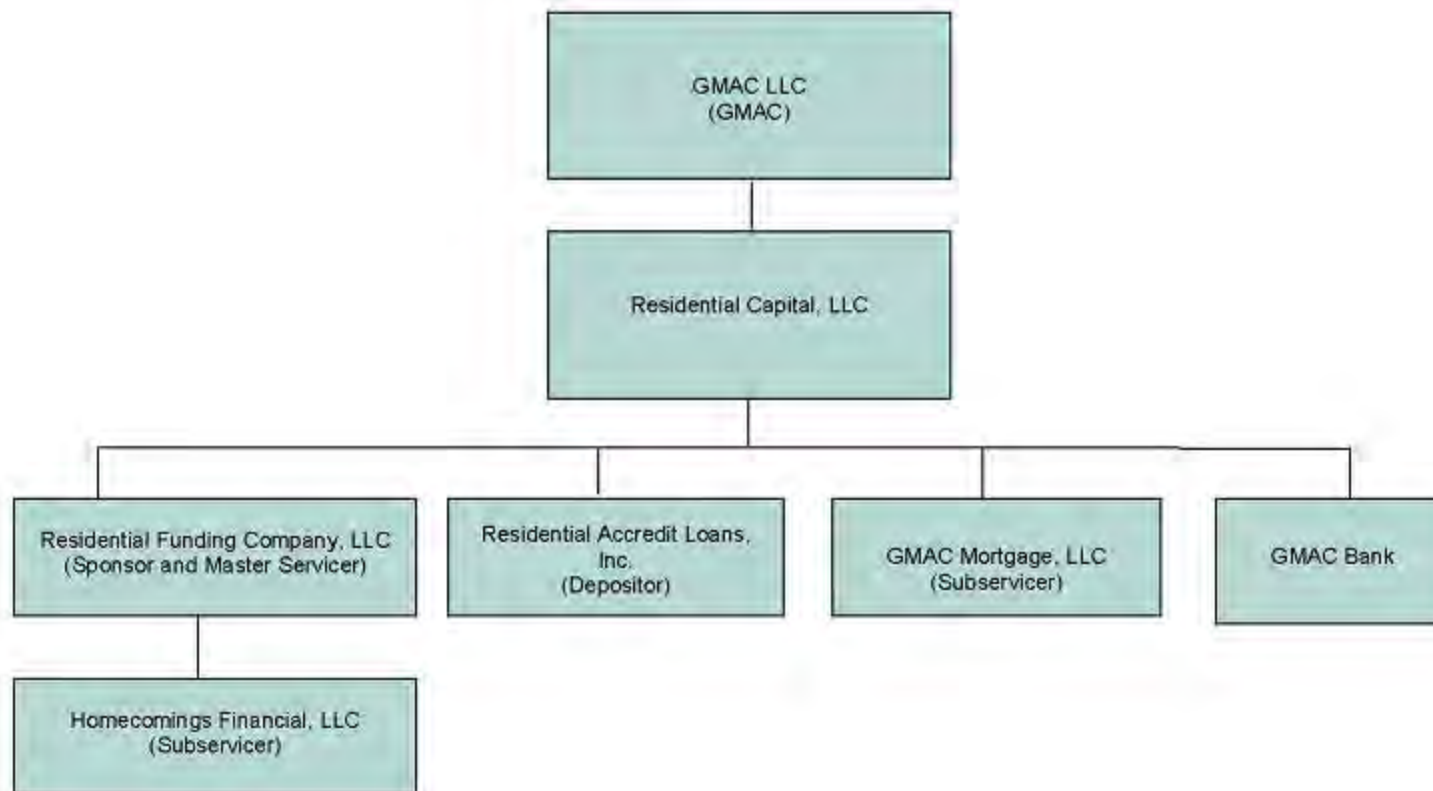 GMAC LLC
(GMAC)
Residential Capital, LLC
Residential Funding Company, LLC
(Sponsor and Master Servicer)
Residential Accredit Loans,
Inc.
(Depositor)
GMAC Mortgage, LLC
(Subservicer)
GMAC Bank
Homecomings Financial, LLC
(Subservicer)